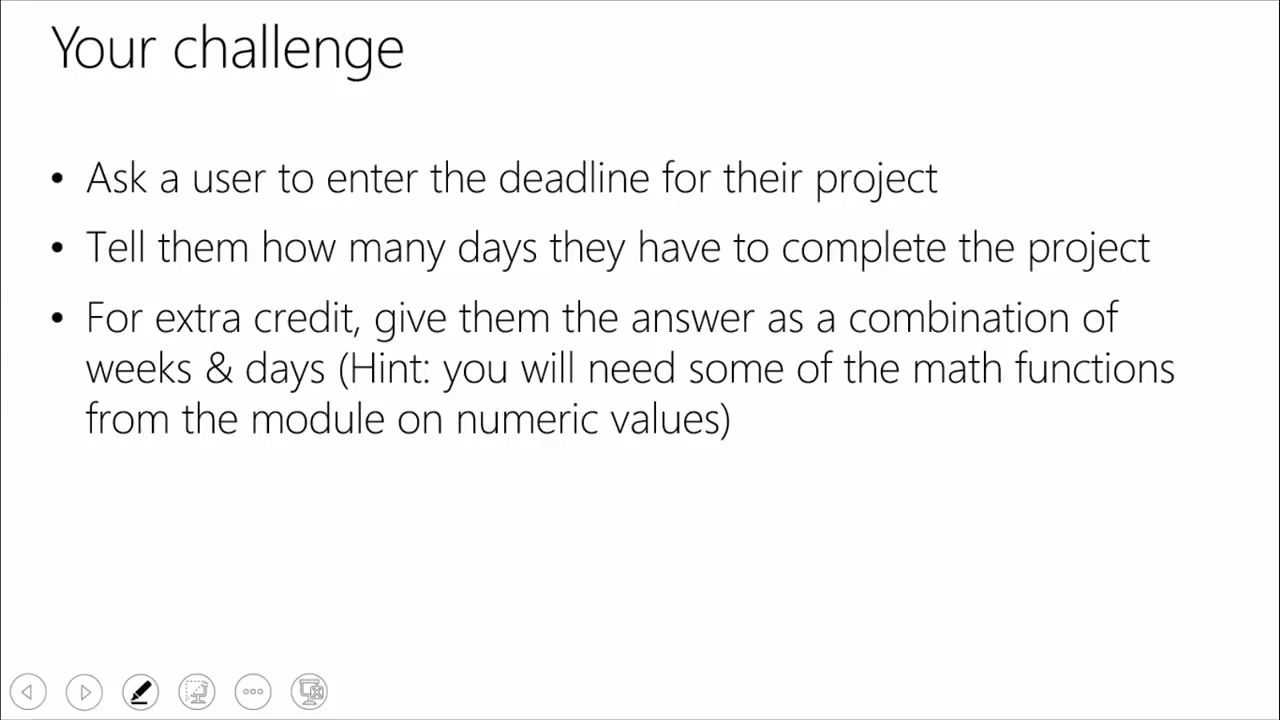 Your challenge
• Ask a user to enter the deadline for their project
• Tell them how many days they have to complete the project
• For extra credit, give them the answer as a combination of
weeks & days (Hint: you will need some of the math functions
from the module on numeric values)